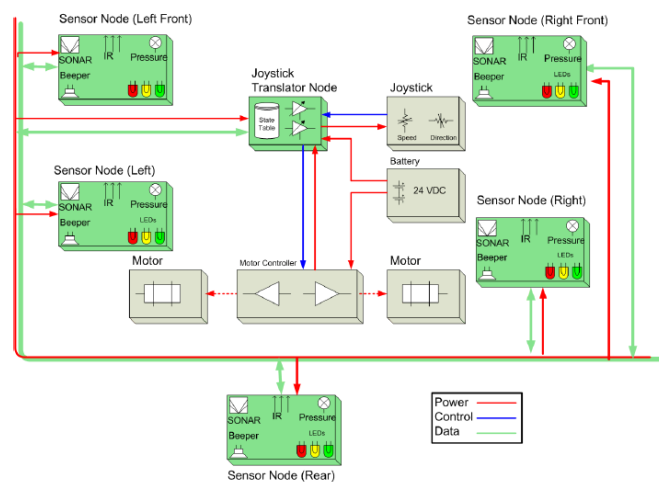 Sensor Node (Left Front)
SONAR
IR
Pressure
Beeper
LEDs
Joystick
Translator Node
State
Table
Joystick
Speed
Direction
Sensor Node (Right Front)
SONAR
IR
Pressure
Beeper
LEDs
Battery
24 VDC
Sensor Node (Left)
SONAR
IR
Pressure
Beeper
LEDs
Sensor Node (Right)
SONAR
IR
Pressure
Beeper
LEDs
Motor
Motor Controller
Motor
SONAR
IR
Pressure
Beeper
LEDs
Sensor Node (Rear)
Power
Control
Data